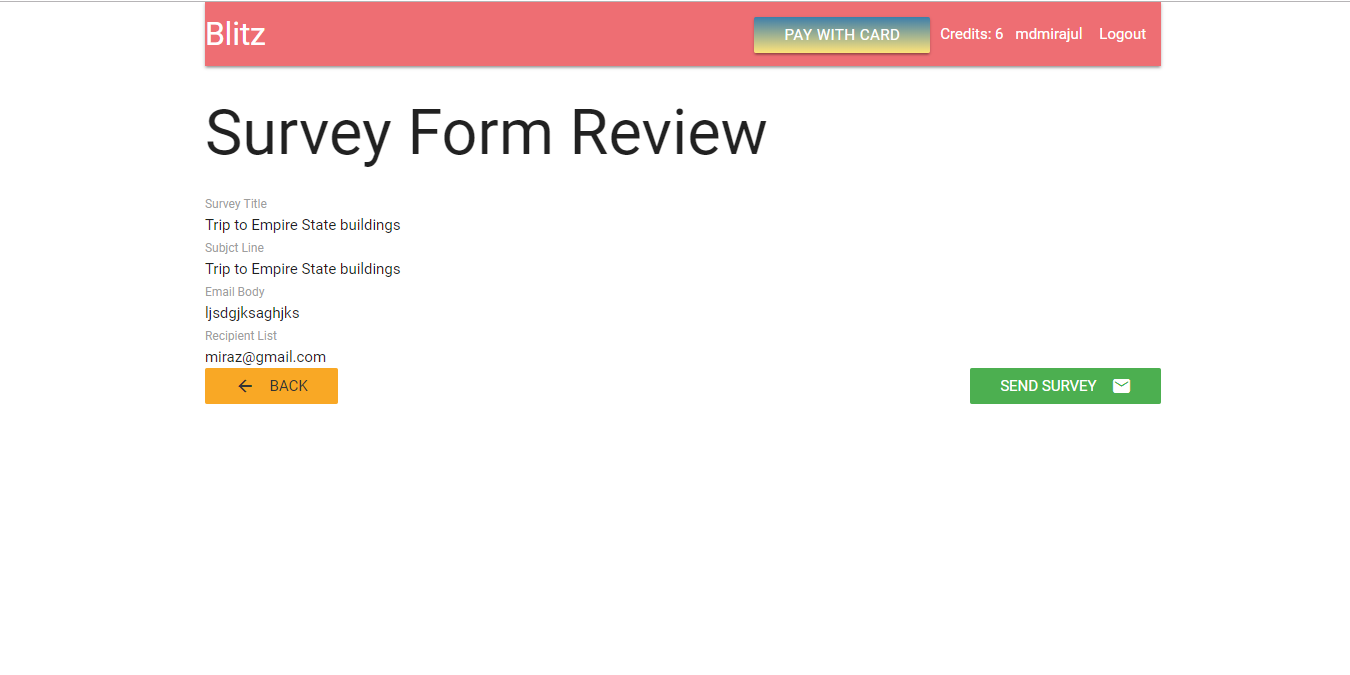 Blitz
PAY WITH CARD Credits: 6 mdmirajul Logout
Survey Form Review
Survey Title
Trip to Empire State buildings
Subjct Line
Trip to Empire State buildings
Email Body
ljsdgjksaghjks
Recipient List
miraz@gmail.com
BACK
SEND SURVEY